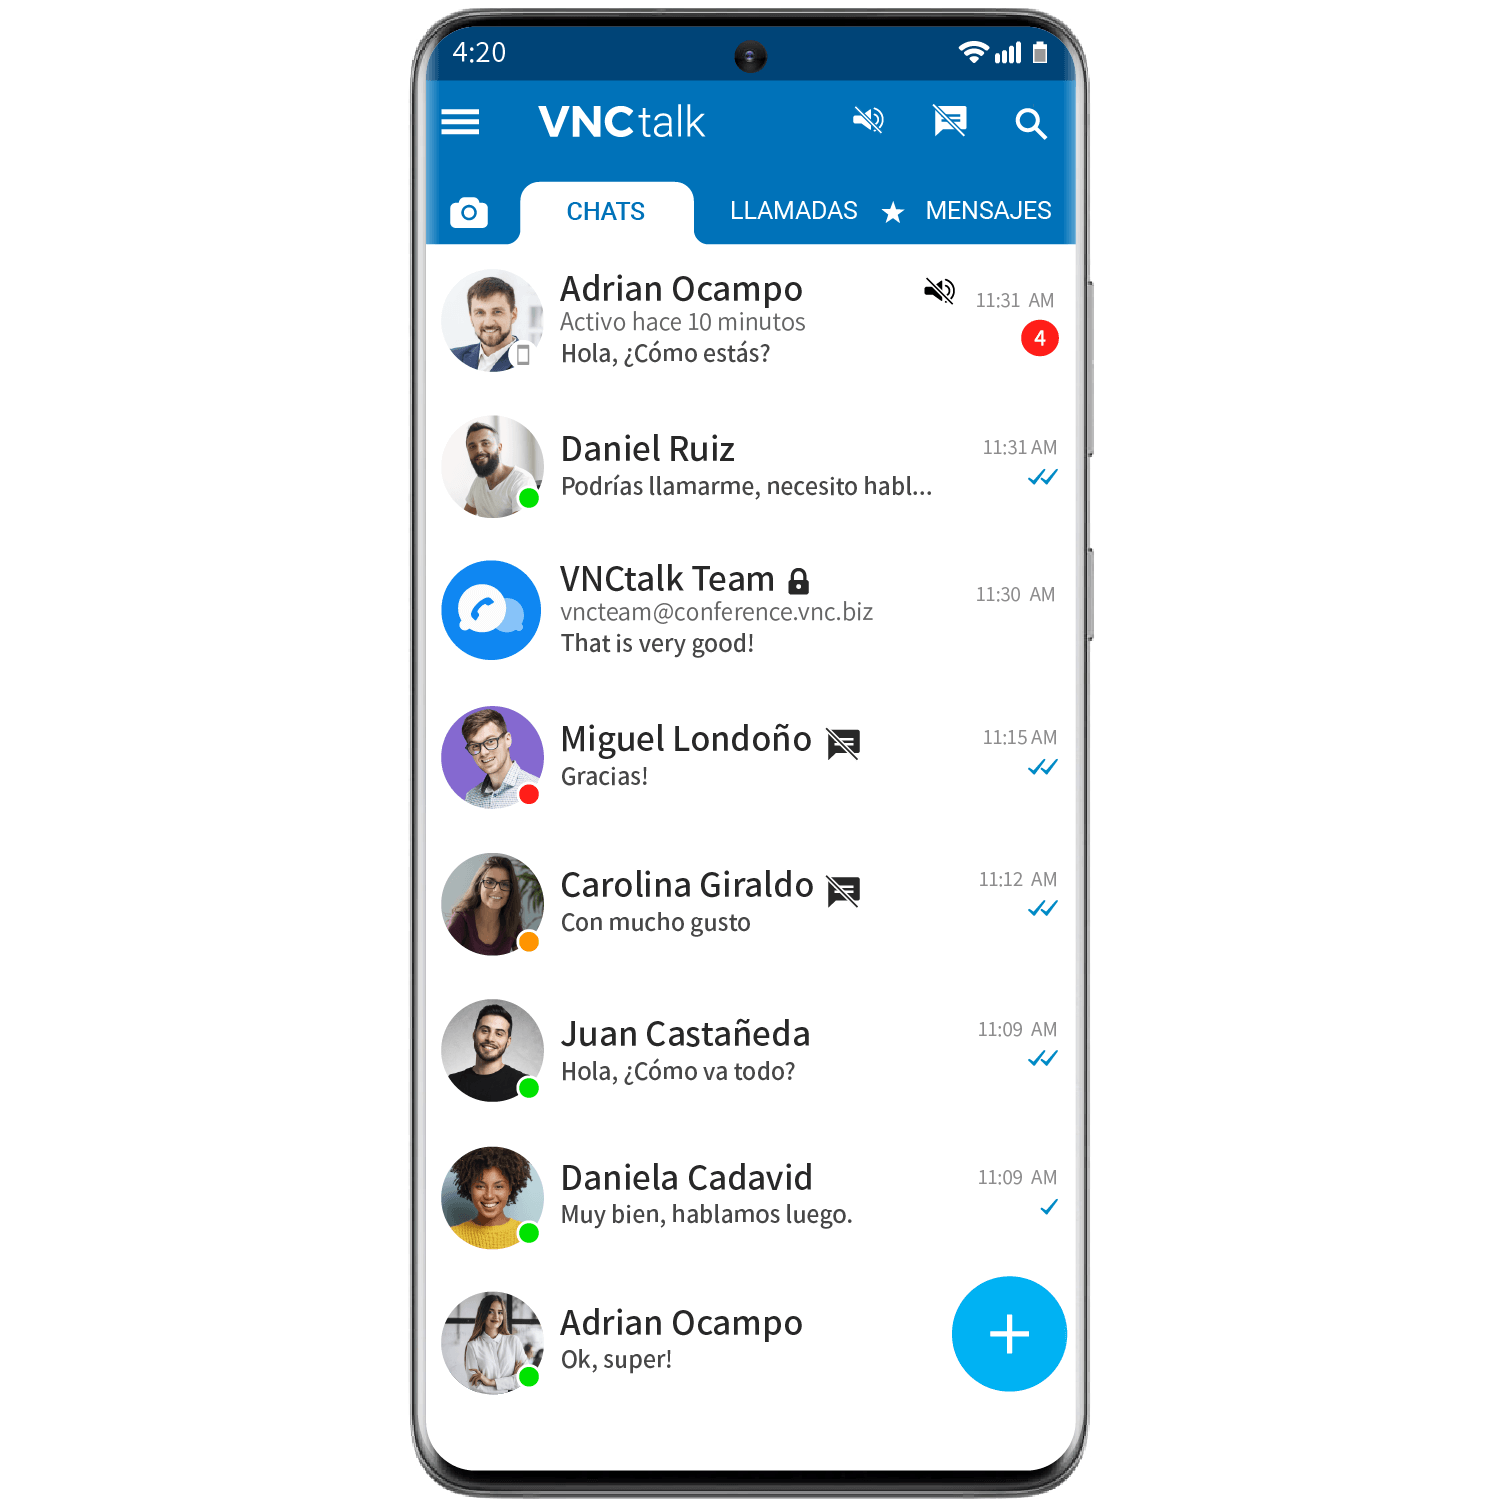 4:20
VNCtalk
CHATS LLAMADAS MENSAJES
Adrian Ocampo 11:31 AM
Activo hace 10 minutos 4
Hola, ¿Cómo estás?
Daniel Ruiz 11:31 AM
Podrías llamarme, necesito habl...
VNCtalk Team 11:30 AM
vncteam@conference.vnc.biz
That is very good!
Miguel Londoño 11:15 AM
Gracias!
Carolina Giraldo 11:12 AM
Con mucho gusto
Juan Castañeda 11:09 AM
Hola, ¿Cómo va todo?
Daniela Cadavid 11:09 AM
Muy bien, hablamos luego.
Adrian Ocampo
Ok, super!